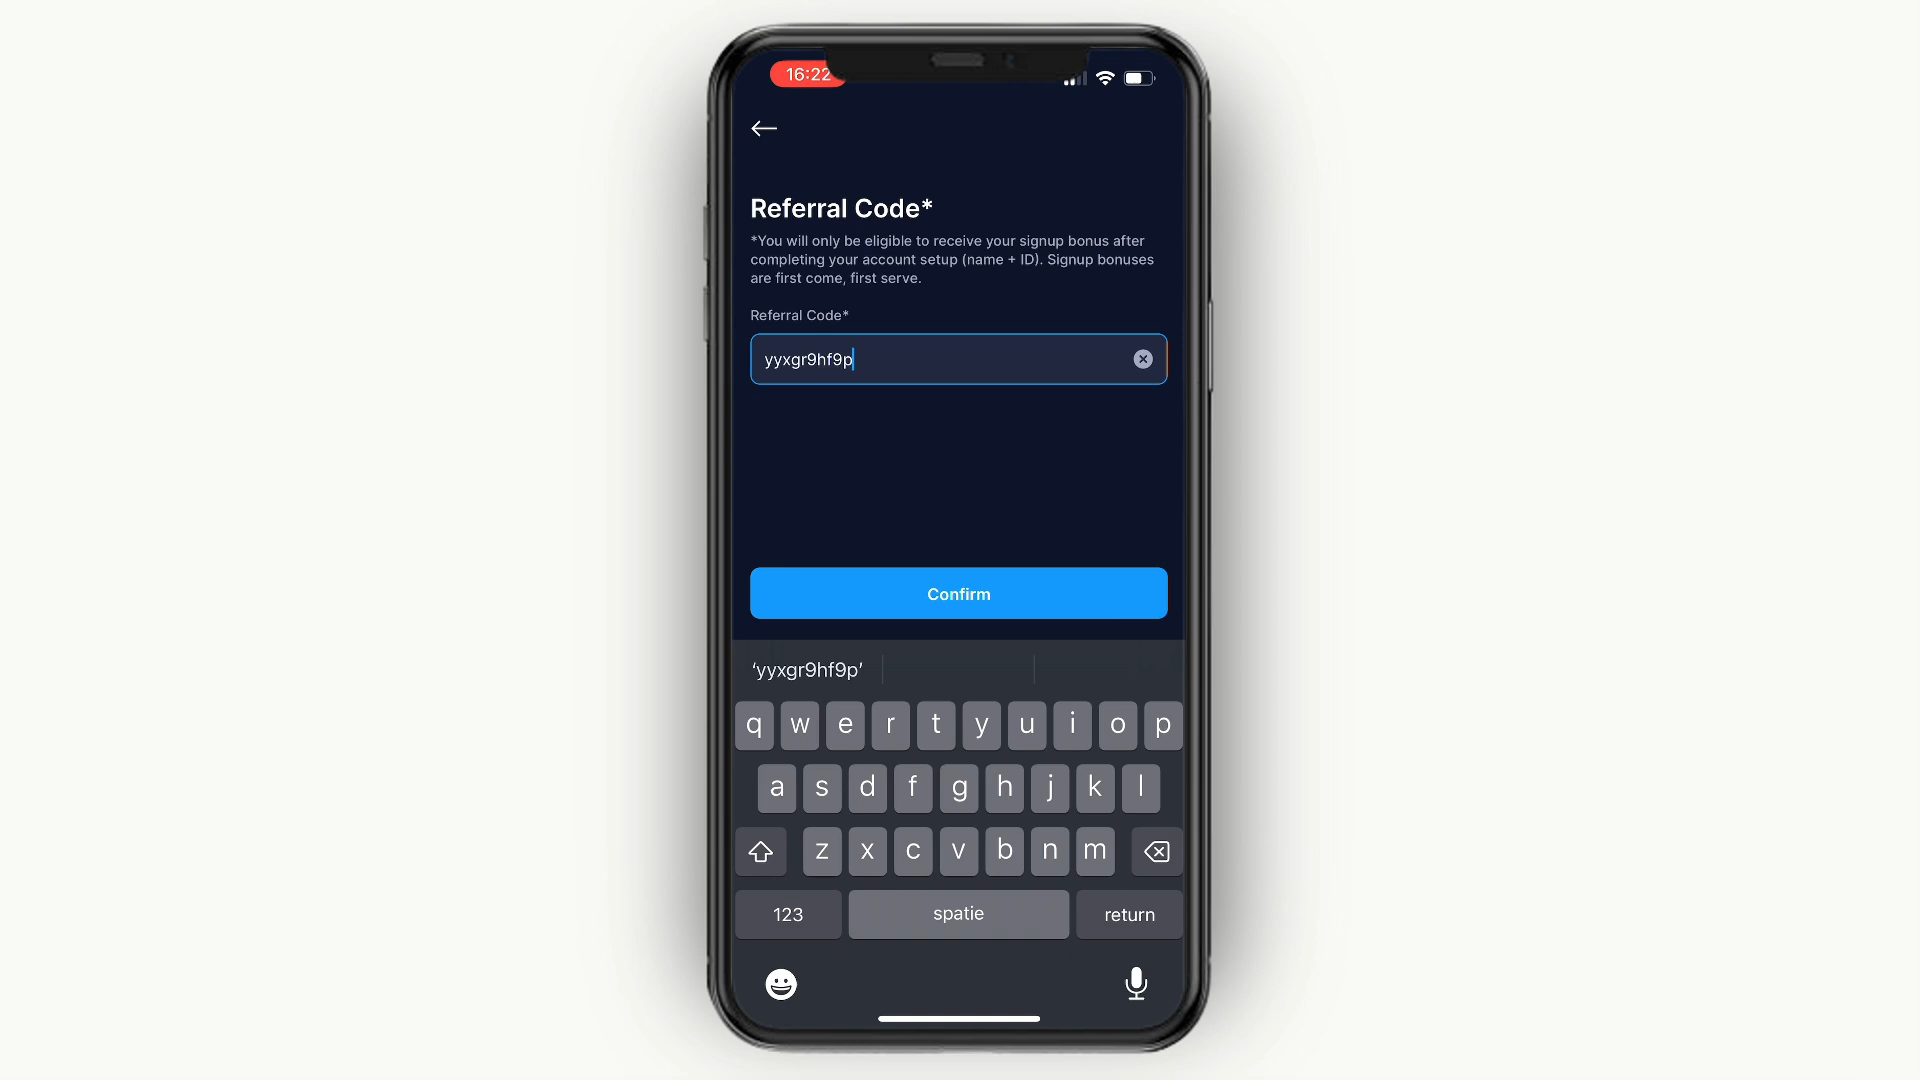 16:22
Referral Code*
*You will only be eligible to receive your signup bonus after
completing your account setup (name + ID). Signup bonuses
are first come, first serve.
Referral Code*
yyxgr9hf9p
Confirm
‘yyxgr9hf9p’
q w e r t y u i o p
a s d f g h j k l
z x c v b n m
123 spatie return